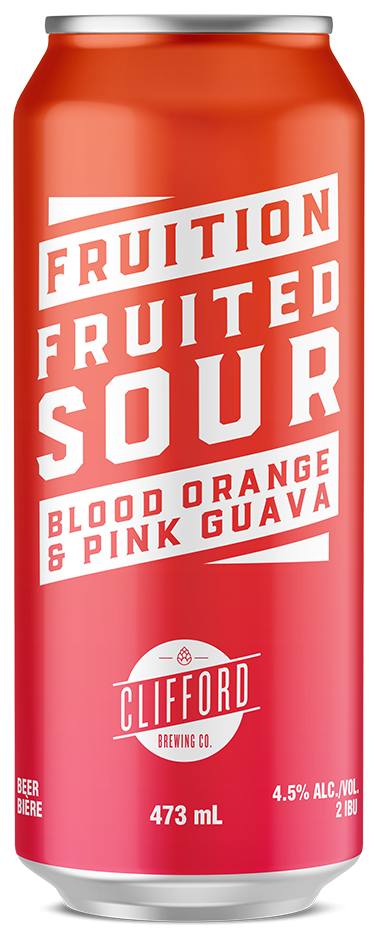 FRUITION
FRUITED
SOUR
BLOOD ORANGE
& PINK GUAVA
CLIFFORD
BREWING CO.
BEER
BIÈRE
473 mL
4.5% ALC./VOL.
2 IBU